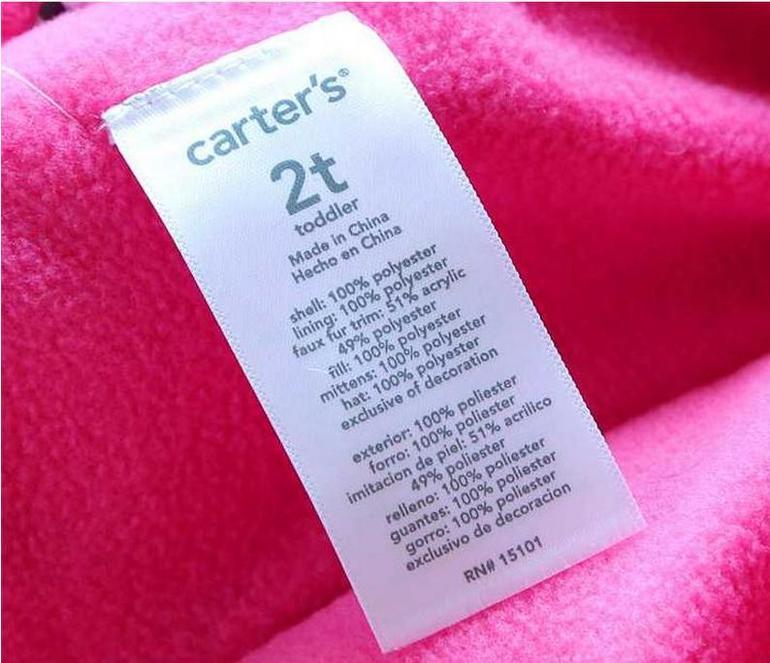 carter's®
2t
toddler
Made in China
Hecho en China
shell: 100% polyester
lining: 100% polyester
faux fur trim: 51% acrylic
49% polyester
fill: 100% polyester
mittens: 100% polyester
hat: 100% polyester
exclusive of decoration
exterior: 100% poliester
forro: 100% poliester
imitacion de piel: 51% acrilico
49% poliester
relleno: 100% poliester
guantes: 100% poliester
gorro: 100% poliester
exclusivo de decoracion
RN# 15101